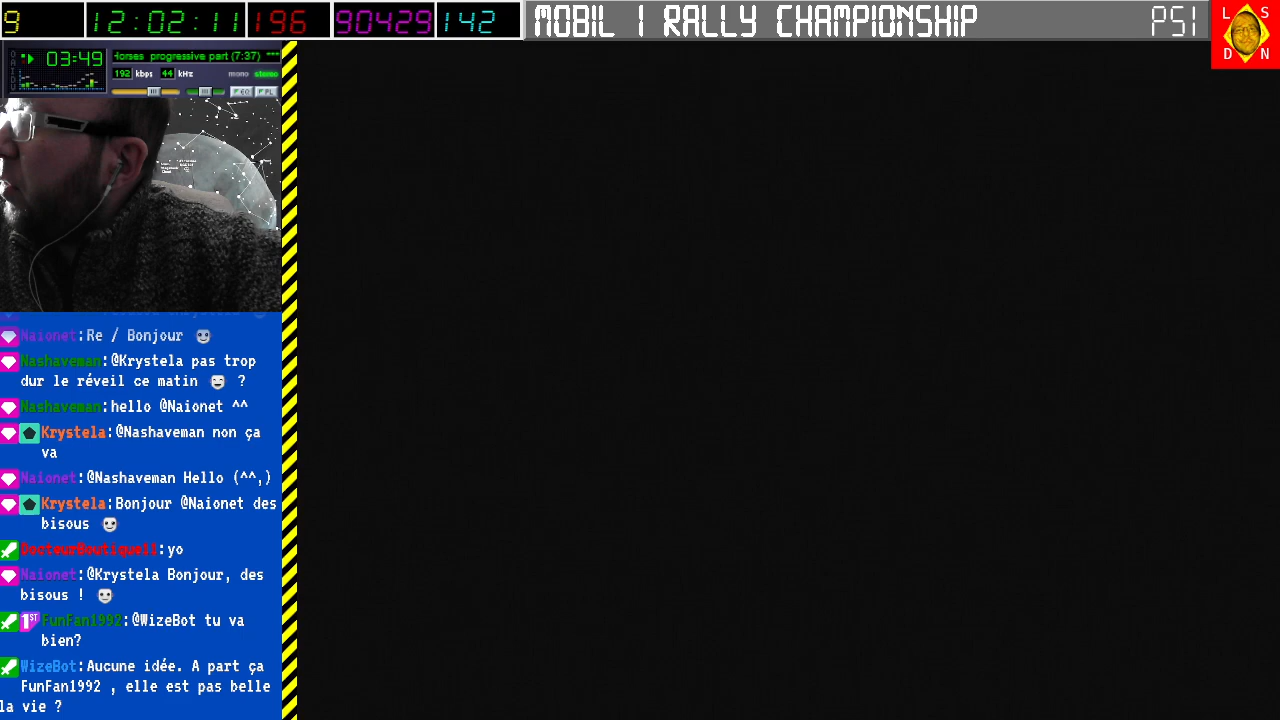 9 12:02:11 196 90429 142 MOBIL 1 RALLY CHAMPIONSHIP PS1
L S
D N
03:49 Horses progressive part (7:37) ***
192 kbps 44 kHz mono stereo
EQ PL
Naionet:Re / Bonjour
Nashaveman:@Krystela pas trop
dur le réveil ce matin ?
Nashaveman:hello @Naionet ^^
Krystela:@Nashaveman non ça
va
Naionet:@Nashaveman Hello (^^,)
Krystela:Bonjour @Naionet des
bisous
DocteurBoutique11:yo
Naionet:@Krystela Bonjour, des
bisous !
1ST FunFan1992:@WizeBot tu va
bien?
WizeBot:Aucune idée. A part ça
FunFan1992 , elle est pas belle
la vie ?